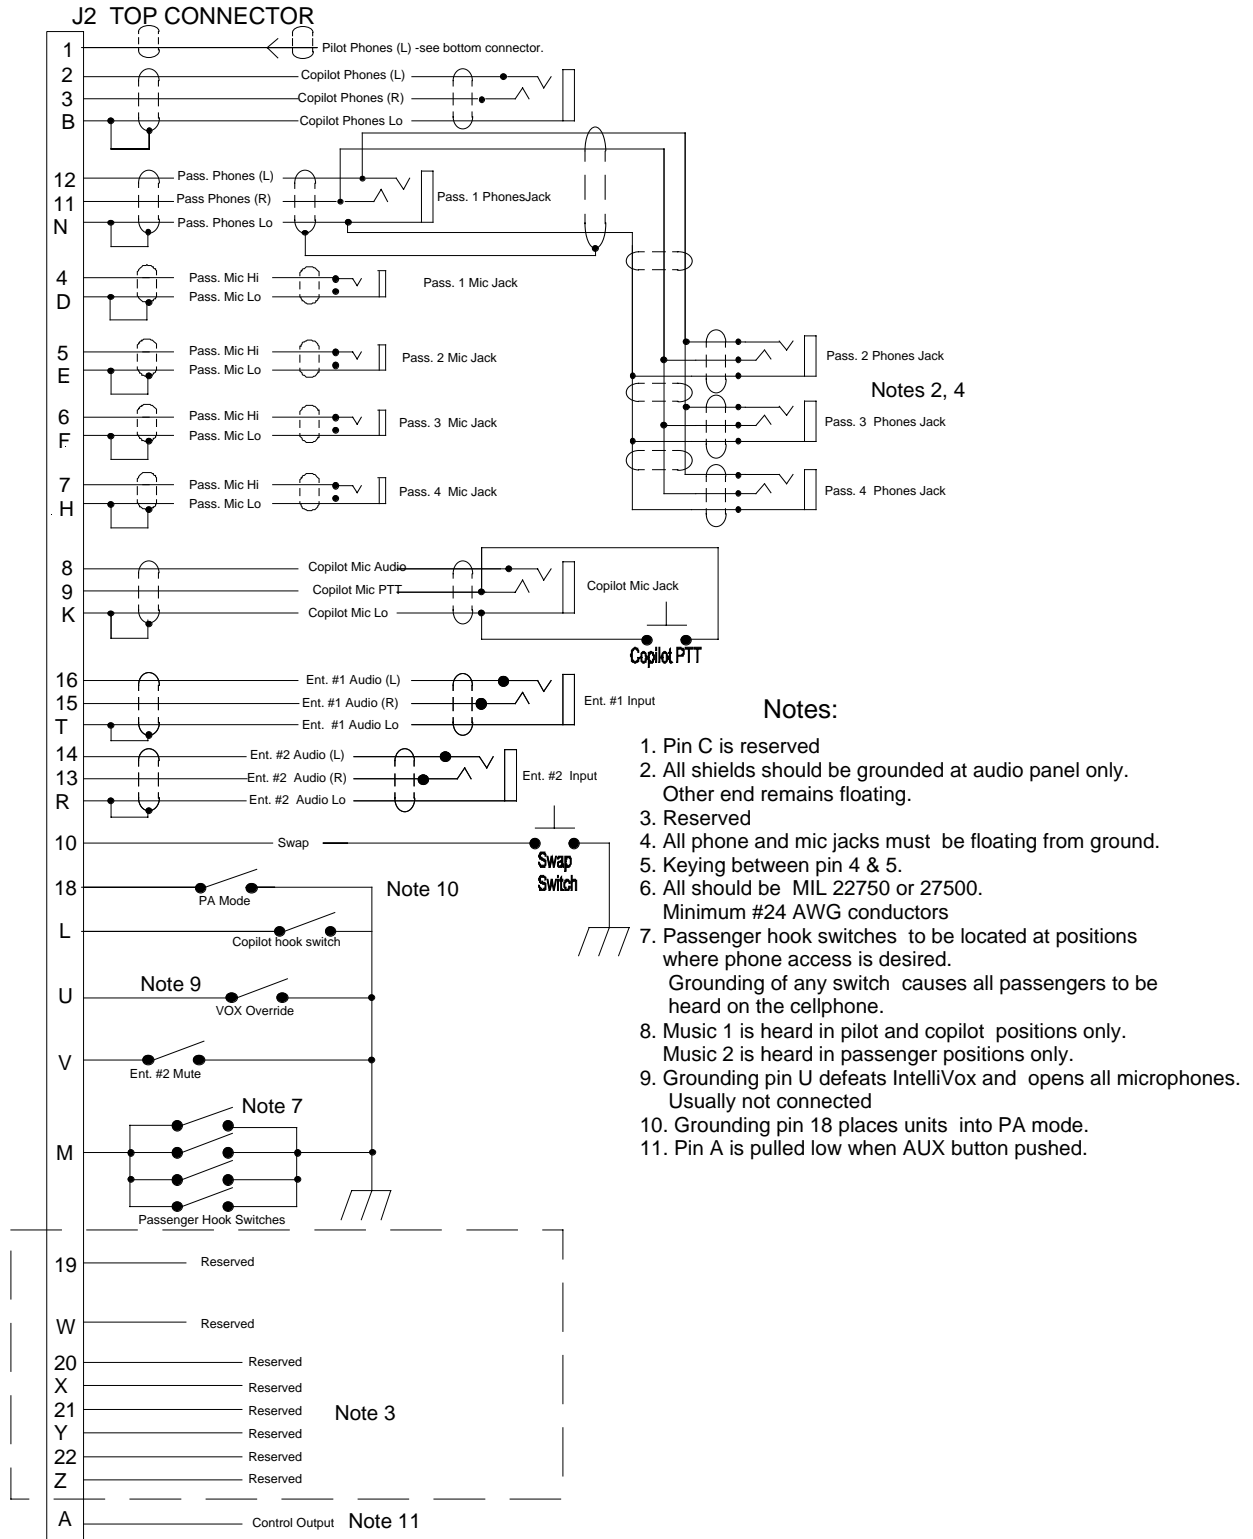 J2 TOP CONNECTOR
1 Pilot Phones (L) -see bottom connector.
2 Copilot Phones (L)
3 Copilot Phones (R)
B Copilot Phones Lo
12 Pass. Phones (L)
11 Pass Phones (R) Pass. 1 PhonesJack
N Pass. Phones Lo
4 Pass. Mic Hi Pass. 1 Mic Jack
D Pass. Mic Lo
5 Pass. Mic Hi Pass. 2 Mic Jack
E Pass. Mic Lo
Pass. 2 Phones Jack
Notes 2, 4
6 Pass. Mic Hi Pass. 3 Mic Jack
F Pass. Mic Lo
Pass. 3 Phones Jack
7 Pass. Mic Hi Pass. 4 Mic Jack
H Pass. Mic Lo
Pass. 4 Phones Jack
8 Copilot Mic Audio
9 Copilot Mic PTT Copilot Mic Jack
K Copilot Mic Lo
Copilot PTT
16 Ent. #1 Audio (L)
15 Ent. #1 Audio (R) Ent. #1 Input
T Ent. #1 Audio Lo
14 Ent. #2 Audio (L)
13 Ent. #2 Audio (R) Ent. #2 Input
R Ent. #2 Audio Lo
10 Swap
Swap
Switch
18 PA Mode Note 10
L Copilot hook switch
U Note 9
VOX Override
V Ent. #2 Mute
Note 7
M
Passenger Hook Switches
19 Reserved
W Reserved
20 Reserved
X Reserved
21 Reserved
Note 3
Y Reserved
22 Reserved
Z Reserved
A Control Output Note 11
Notes:
1. Pin C is reserved
2. All shields should be grounded at audio panel only.
Other end remains floating.
3. Reserved
4. All phone and mic jacks must be floating from ground.
5. Keying between pin 4 & 5.
6. All should be MIL 22750 or 27500.
Minimum #24 AWG conductors
7. Passenger hook switches to be located at positions
where phone access is desired.
Grounding of any switch causes all passengers to be
heard on the cellphone.
8. Music 1 is heard in pilot and copilot positions only.
Music 2 is heard in passenger positions only.
9. Grounding pin U defeats IntelliVox and opens all microphones.
Usually not connected
10. Grounding pin 18 places units into PA mode.
11. Pin A is pulled low when AUX button pushed.